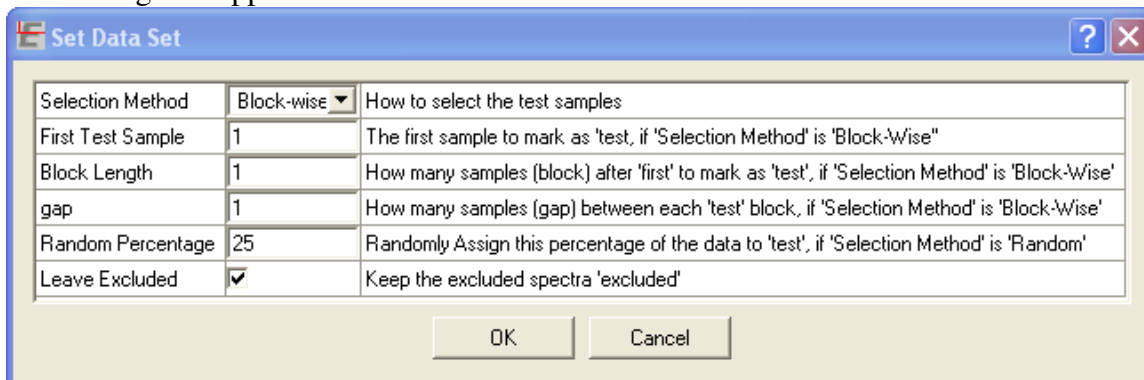 Set Data Set
Selection Method Block-wise How to select the test samples
First Test Sample 1 The first sample to mark as 'test, if 'Selection Method' is 'Block-Wise"
Block Length 1 How many samples (block) after 'first' to mark as 'test', if 'Selection Method' is 'Block-Wise'
gap 1 How many samples (gap) between each 'test' block, if 'Selection Method' is 'Block-Wise'
Random Percentage 25 Randomly Assign this percentage of the data to 'test', if 'Selection Method' is 'Random'
Leave Excluded Keep the excluded spectra 'excluded'
OK Cancel